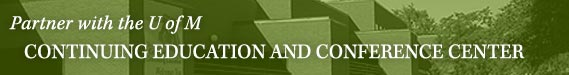 Partner with the U of M
CONTINUING EDUCATION AND CONFERENCE CENTER